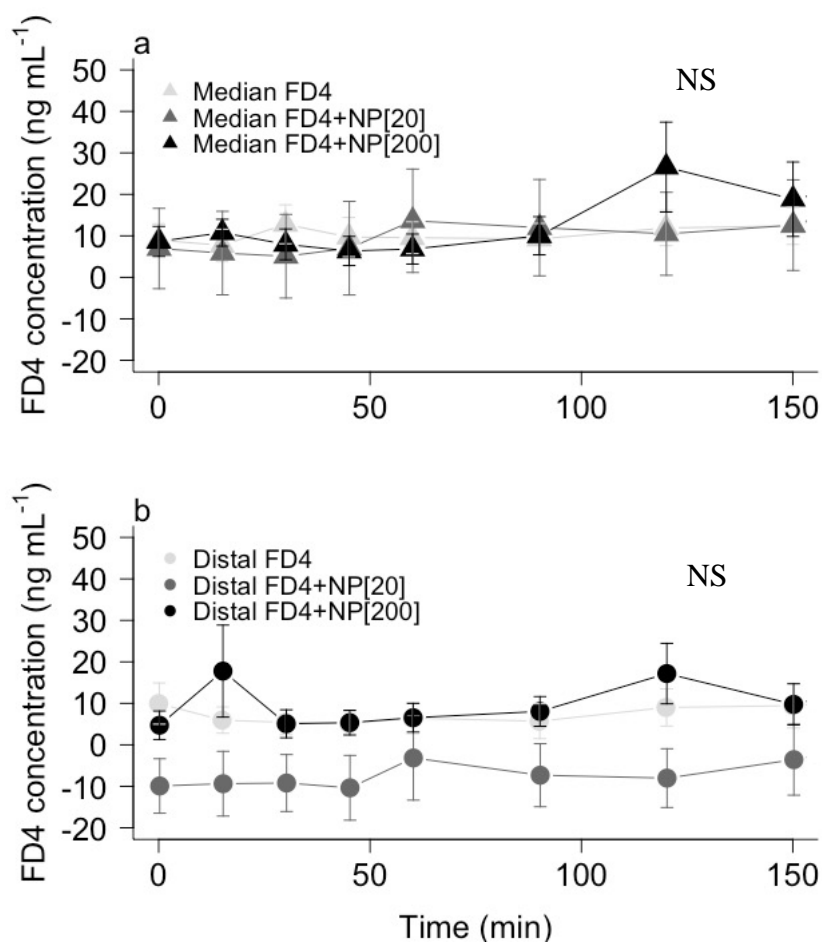 a
NS
Median FD4
Median FD4+NP[20]
Median FD4+NP[200]
FD4 concentration (ng mL⁻¹)
50
40
30
20
10
0
-10
-20
0 50 100 150
b
NS
Distal FD4
Distal FD4+NP[20]
Distal FD4+NP[200]
FD4 concentration (ng mL⁻¹)
50
40
30
20
10
0
-10
-20
0 50 100 150
Time (min)